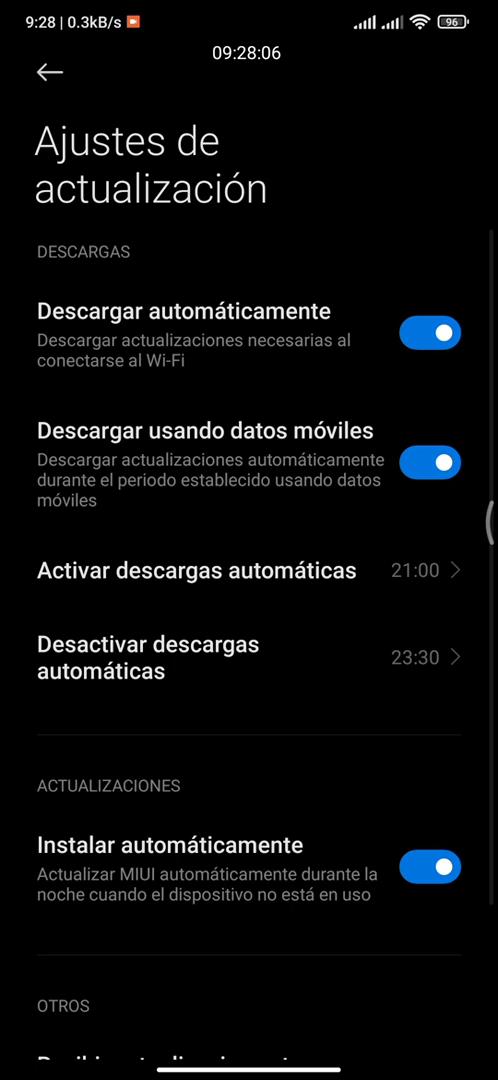 9:28 | 0.3kB/s
96
09:28:06
Ajustes de
actualización
DESCARGAS
Descargar automáticamente
Descargar actualizaciones necesarias al
conectarse al Wi-Fi
Descargar usando datos móviles
Descargar actualizaciones automáticamente
durante el periodo establecido usando datos
móviles
Activar descargas automáticas 21:00
Desactivar descargas
automáticas
23:30
ACTUALIZACIONES
Instalar automáticamente
Actualizar MIUI automáticamente durante la
noche cuando el dispositivo no está en uso
OTROS